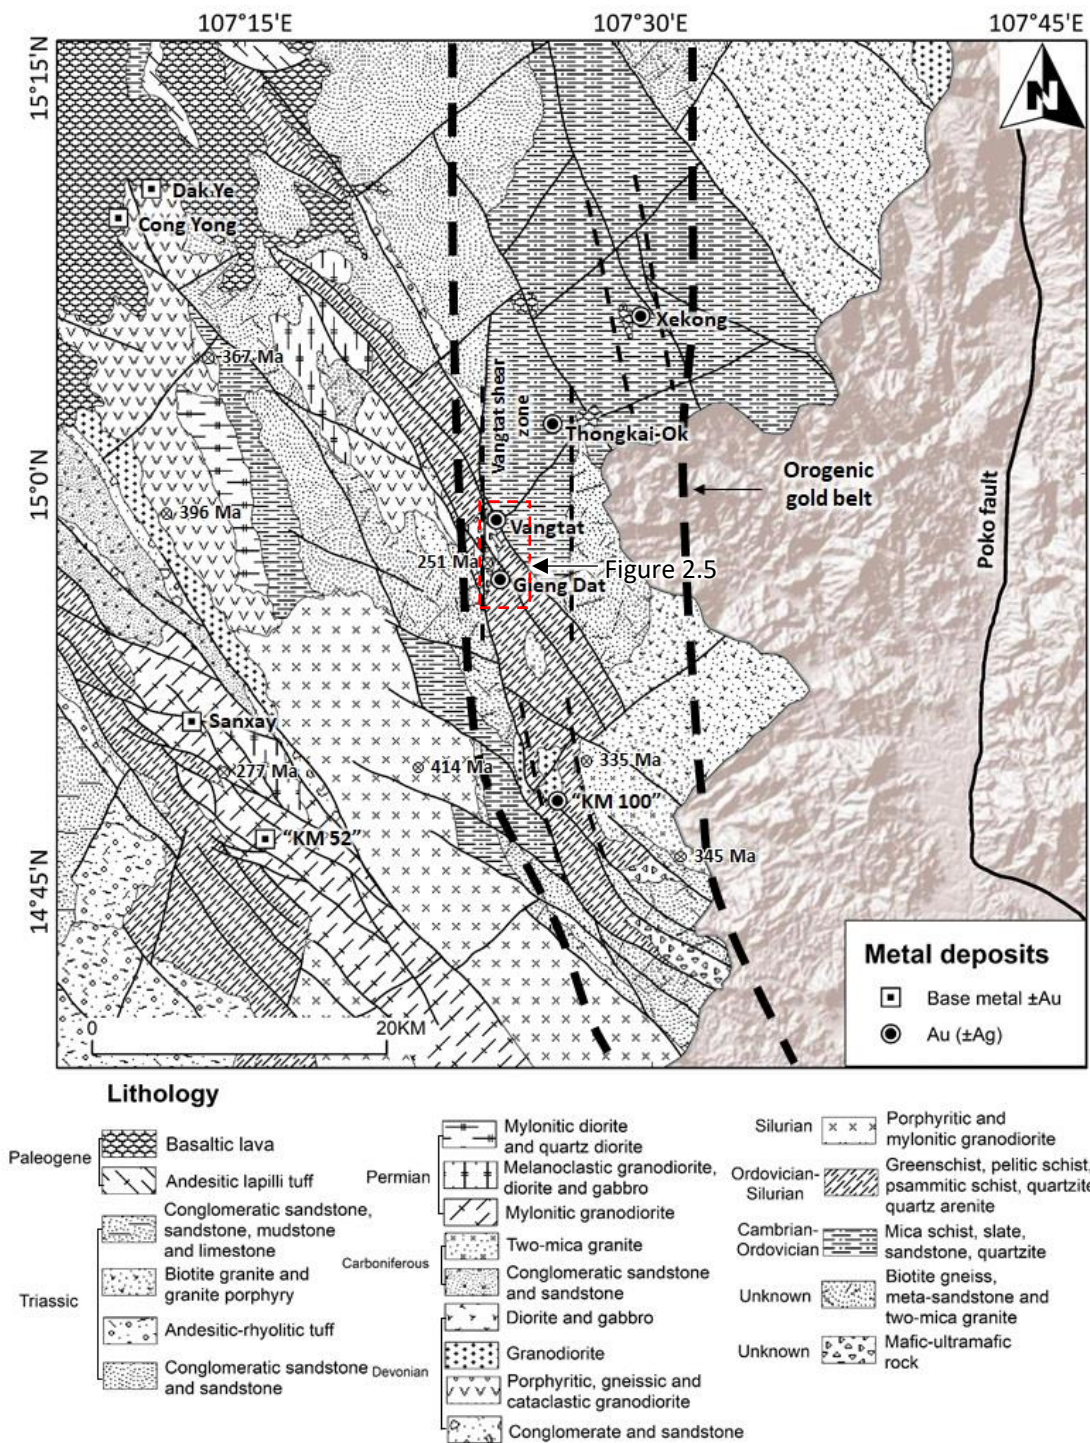 107°15'E
107°30'E
107°45'E
15°15'N
N
Dak Ye
Cong Yong
Xekong
367 Ma
Vangtat shear
zone
Thongkai-Ok
15°0'N
Orogenic
gold belt
396 Ma
Vangtat
251 Ma
Figure 2.5
Gieng Dat
Poko fault
Sanxay
277 Ma
414 Ma
335 Ma
"KM 100"
"KM 52"
345 Ma
14°45'N
0
20KM
Metal deposits
Base metal ±Au
Au (±Ag)
Lithology
Paleogene
Basaltic lava
Andesitic lapilli tuff
Triassic
Conglomeratic sandstone,
sandstone, mudstone
and limestone
Biotite granite and
granite porphyry
Andesitic-rhyolitic tuff
Conglomeratic sandstone
and sandstone
Permian
Mylonitic diorite
and quartz diorite
Melanoclastic granodiorite,
diorite and gabbro
Mylonitic granodiorite
Carboniferous
Two-mica granite
Conglomeratic sandstone
and sandstone
Devonian
Diorite and gabbro
Granodiorite
Porphyritic, gneissic and
cataclastic granodiorite
Conglomerate and sandstone
Silurian
Porphyritic and
mylonitic granodiorite
Ordovician-
Silurian
Greenschist, pelitic schist,
psammitic schist, quartzite
quartz arenite
Cambrian-
Ordovician
Mica schist, slate,
sandstone, quartzite
Unknown
Biotite gneiss,
meta-sandstone and
two-mica granite
Unknown
Mafic-ultramafic
rock